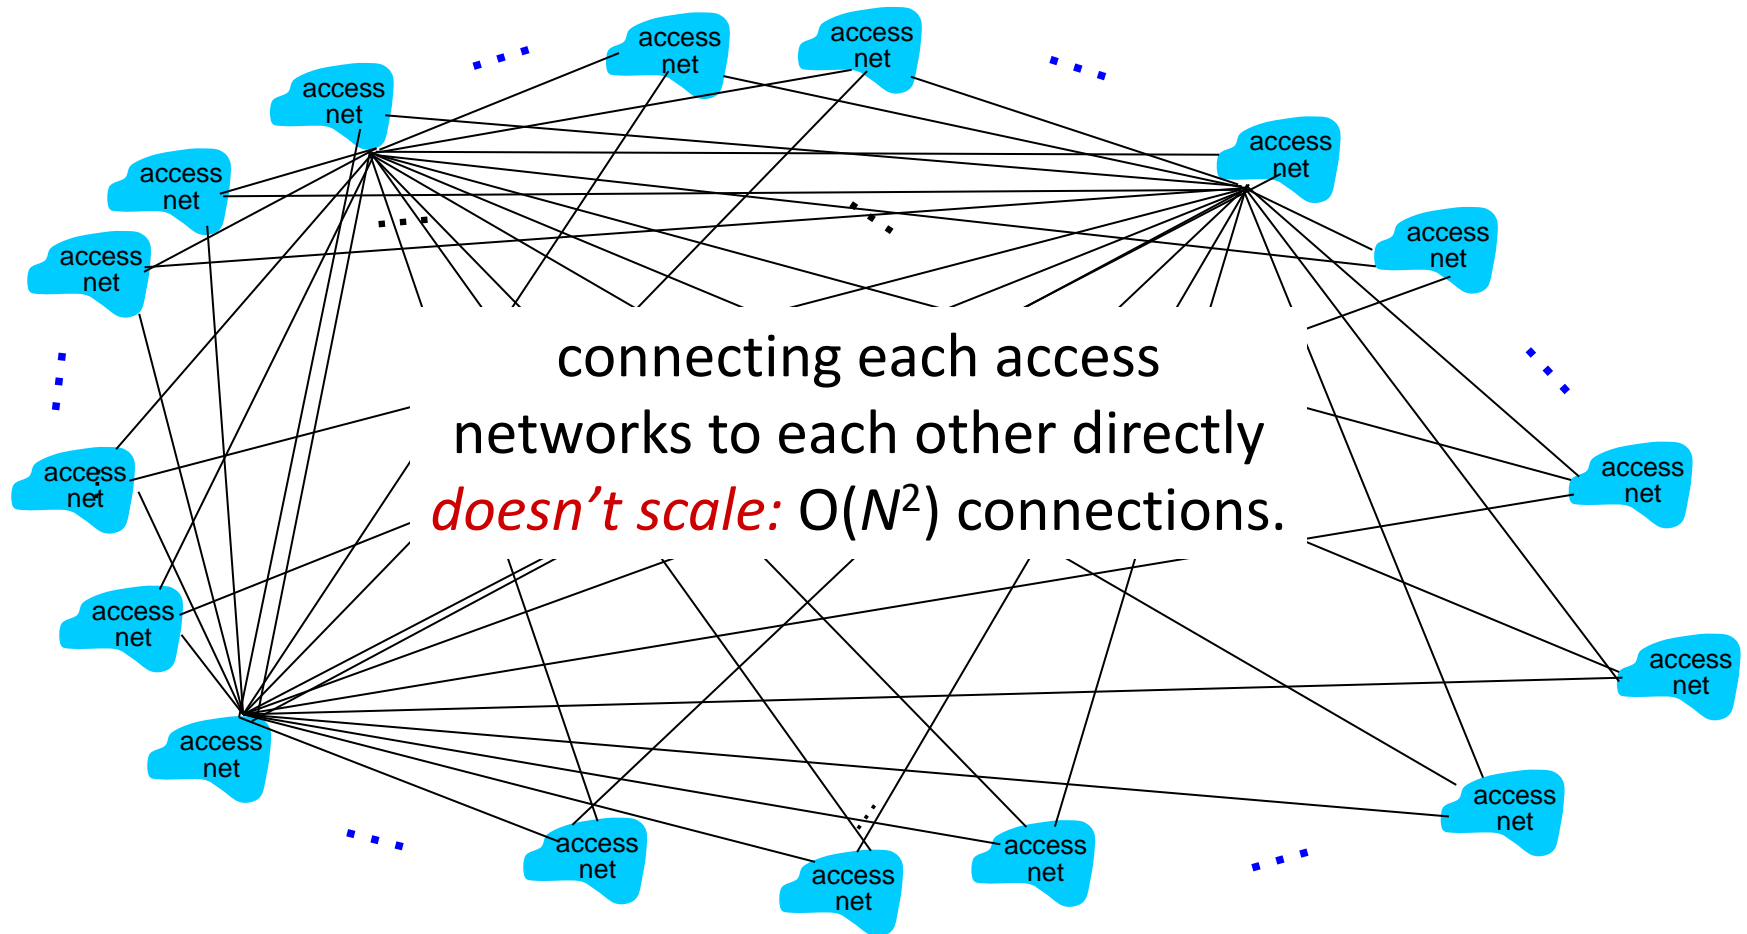 access
net
access
net
access
net
access
net
access
net
access
net
access
net
connecting each access
networks to each other directly
doesn’t scale: O(N²) connections.
access
net
access
net
access
net
access
net
access
net
access
net
access
net
access
net
access
net